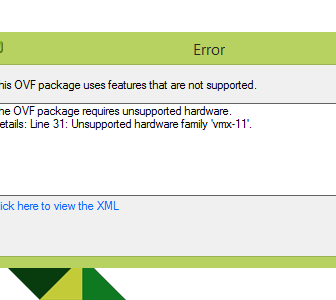 Error
his OVF package uses features that are not supported.
he OVF package requires unsupported hardware.
etails: Line 31: Unsupported hardware family 'vmx-11'.
ick here to view the XML